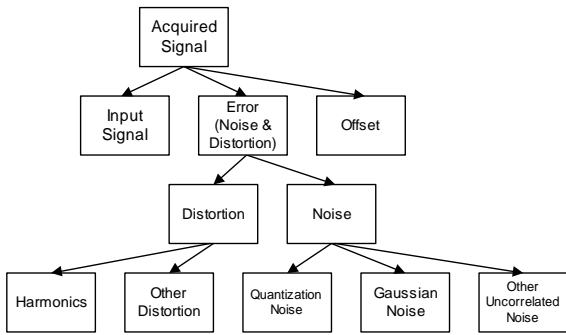 Acquired
Signal
Input
Signal
Error
(Noise &
Distortion)
Offset
Distortion
Noise
Harmonics
Other
Distortion
Quantization
Noise
Gaussian
Noise
Other
Uncorrelated
Noise